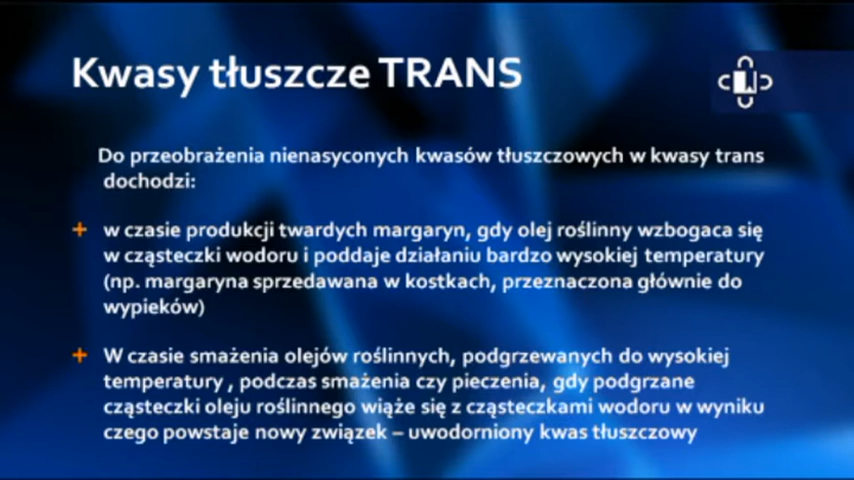 Kwasy tłuszcze TRANS
Do przeobrażenia nienasyconych kwasów tłuszczowych w kwasy trans
dochodzi:
+ w czasie produkcji twardych margaryn, gdy olej roślinny wzbogaca się
w cząsteczki wodoru i poddaje działaniu bardzo wysokiej temperatury
(np. margaryna sprzedawana w kostkach, przeznaczona głównie do
wypieków)
+ W czasie smażenia olejów roślinnych, podgrzewanych do wysokiej
temperatury , podczas smażenia czy pieczenia, gdy podgrzane
cząsteczki oleju roślinnego wiąże się z cząsteczkami wodoru w wyniku
czego powstaje nowy związek – uwodorniony kwas tłuszczowy